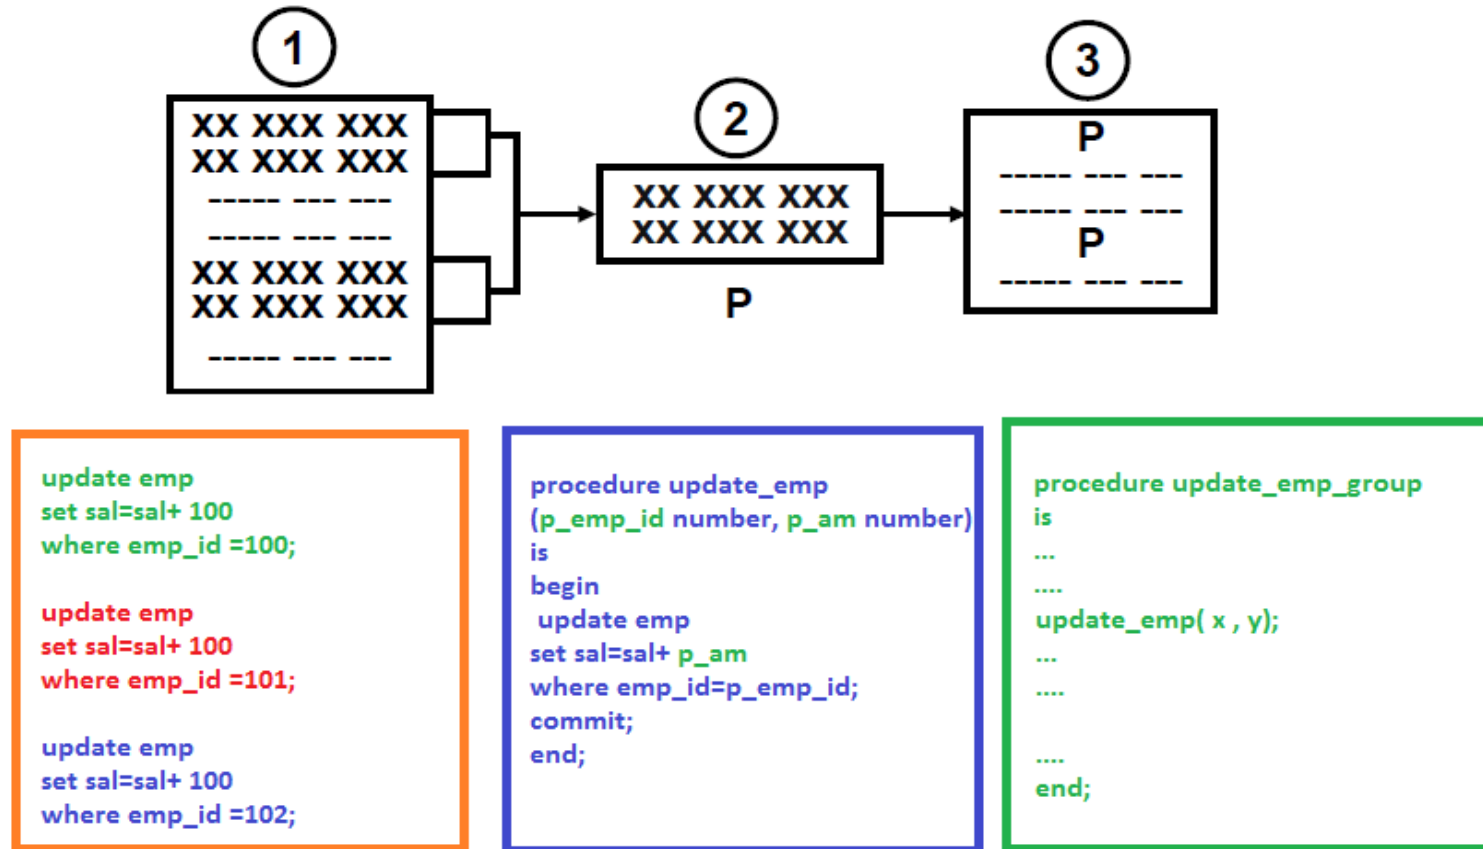 1
XX XXX XXX
XX XXX XXX
----- --- ---
----- --- ---
XX XXX XXX
XX XXX XXX
----- --- ---
2
XX XXX XXX
XX XXX XXX
P
3
P
----- --- ---
----- --- ---
P
----- --- ---
update emp
set sal=sal+ 100
where emp_id =100;
update emp
set sal=sal+ 100
where emp_id =101;
update emp
set sal=sal+ 100
where emp_id =102;
procedure update_emp
(p_emp_id number, p_am number)
is
begin
update emp
set sal=sal+ p_am
where emp_id=p_emp_id;
commit;
end;
procedure update_emp_group
is
...
....
update_emp( x , y);
...
....
....
end;